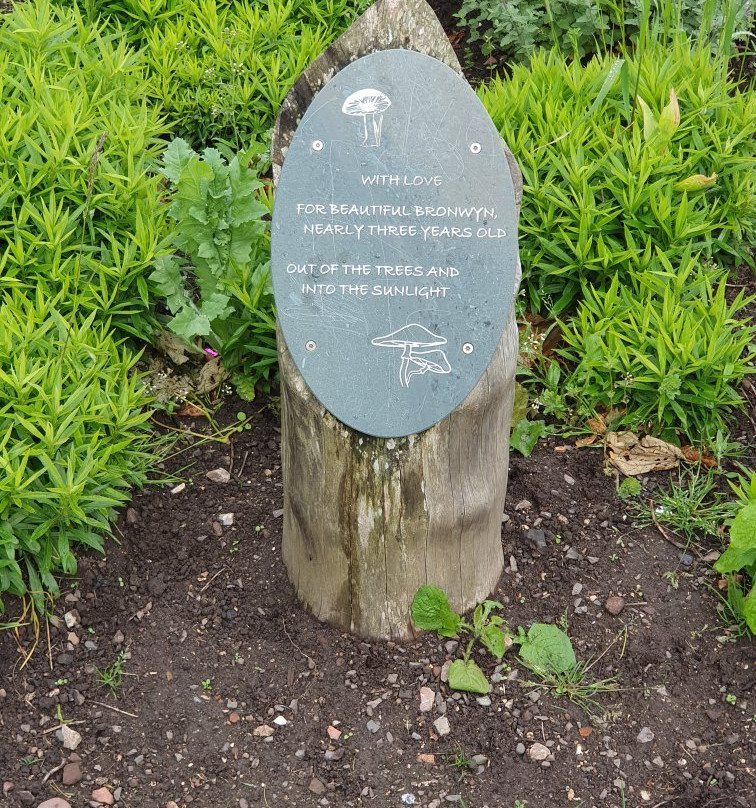 WITH LOVE
FOR BEAUTIFUL BRONWYN,
NEARLY THREE YEARS OLD
OUT OF THE TREES AND
INTO THE SUNLIGHT